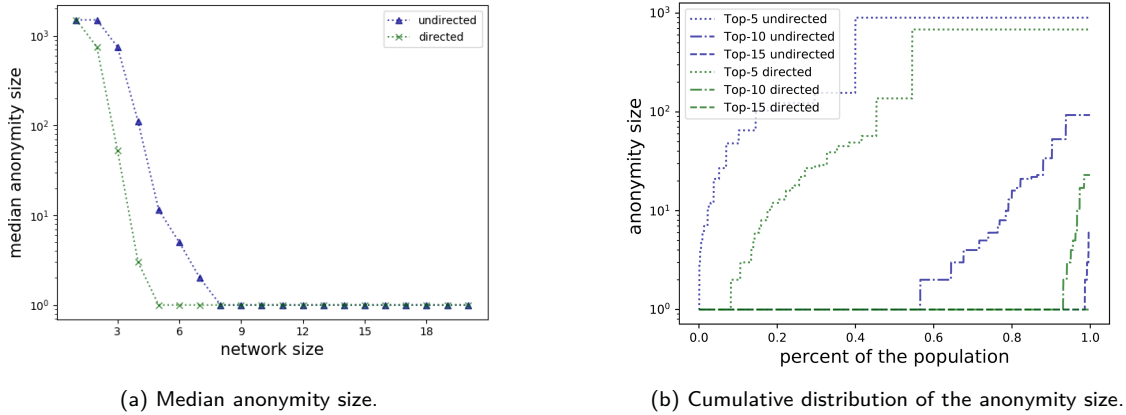 undirected
directed
10³
10²
10¹
10⁰
median anonymity size
3
6
9
12
15
18
network size
(a) Median anonymity size.
Top-5 undirected
Top-10 undirected
Top-15 undirected
Top-5 directed
Top-10 directed
Top-15 directed
10³
10²
10¹
10⁰
anonymity size
0.0
0.2
0.4
0.6
0.8
1.0
percent of the population
(b) Cumulative distribution of the anonymity size.